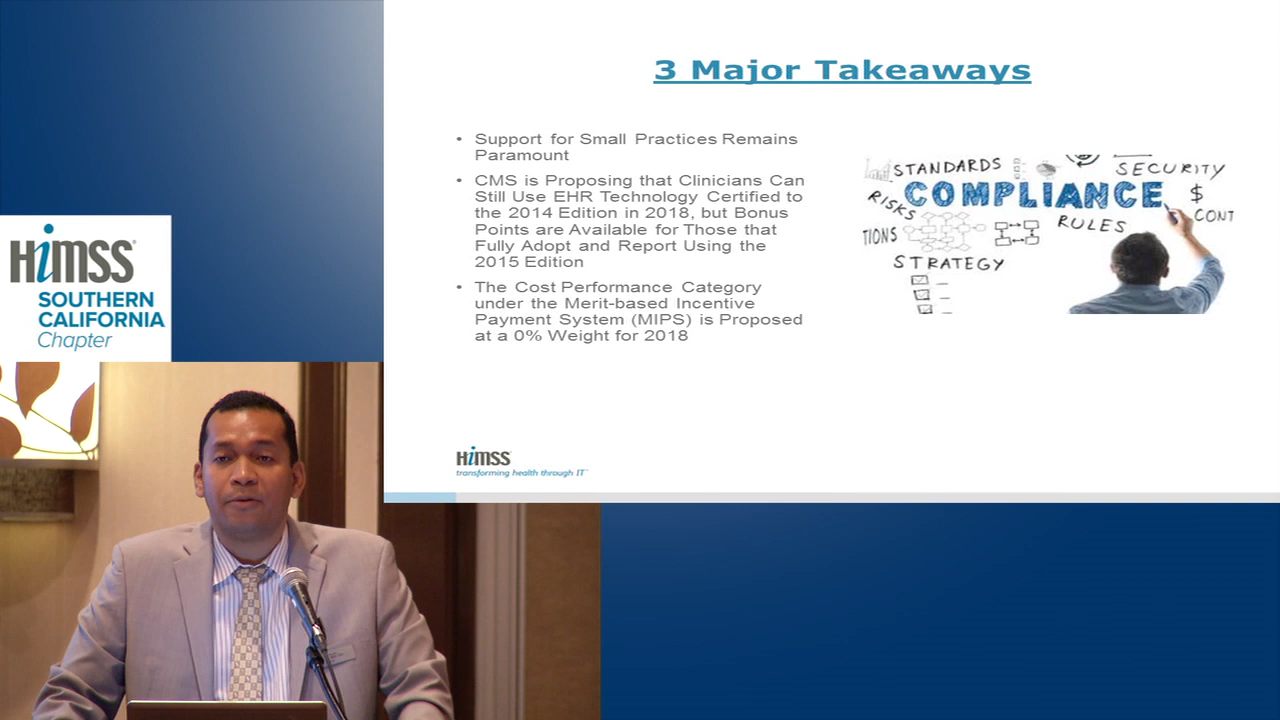 3 Major Takeaways
• Support for Small Practices Remains
Paramount
• CMS is Proposing that Clinicians Can
Still Use EHR Technology Certified to
the 2014 Edition in 2018, but Bonus
Points are Available for Those that
Fully Adopt and Report Using the
2015 Edition
• The Cost Performance Category
under the Merit-based Incentive
Payment System (MIPS) is Proposed
at a 0% Weight for 2018
STANDARDS
SECURITY
COMPLIANCE
$
RISKS
CONT
RULES
TIONS
STRATEGY
HiMSS
SOUTHERN
CALIFORNIA
Chapter
HiMSS
transforming health through IT™